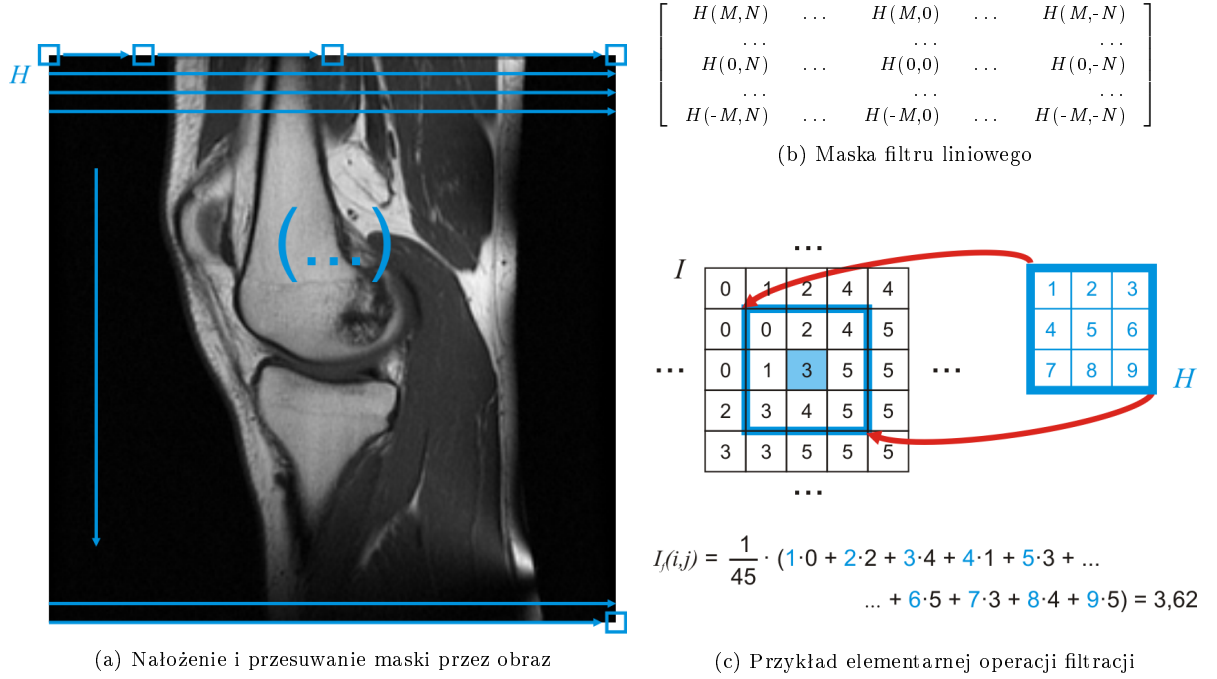 H
(...)
(a) Nałożenie i przesuwanie maski przez obraz
H(M,N) ... H(M,0) ... H(M,-N)
... ... ...
H(0,N) ... H(0,0) ... H(0,-N)
... ... ...
H(-M,N) ... H(-M,0) ... H(-M,-N)
(b) Maska filtru liniowego
...
I
0 1 2 4 4
0 0 2 4 5
... 0 1 3 5 5 ...
2 3 4 5 5
3 3 5 5 5
...
1 2 3
4 5 6
7 8 9
H
I_f(i,j) = 1/45 · (1·0 + 2·2 + 3·4 + 4·1 + 5·3 + ...
... + 6·5 + 7·3 + 8·4 + 9·5) = 3,62
(c) Przykład elementarnej operacji filtracji